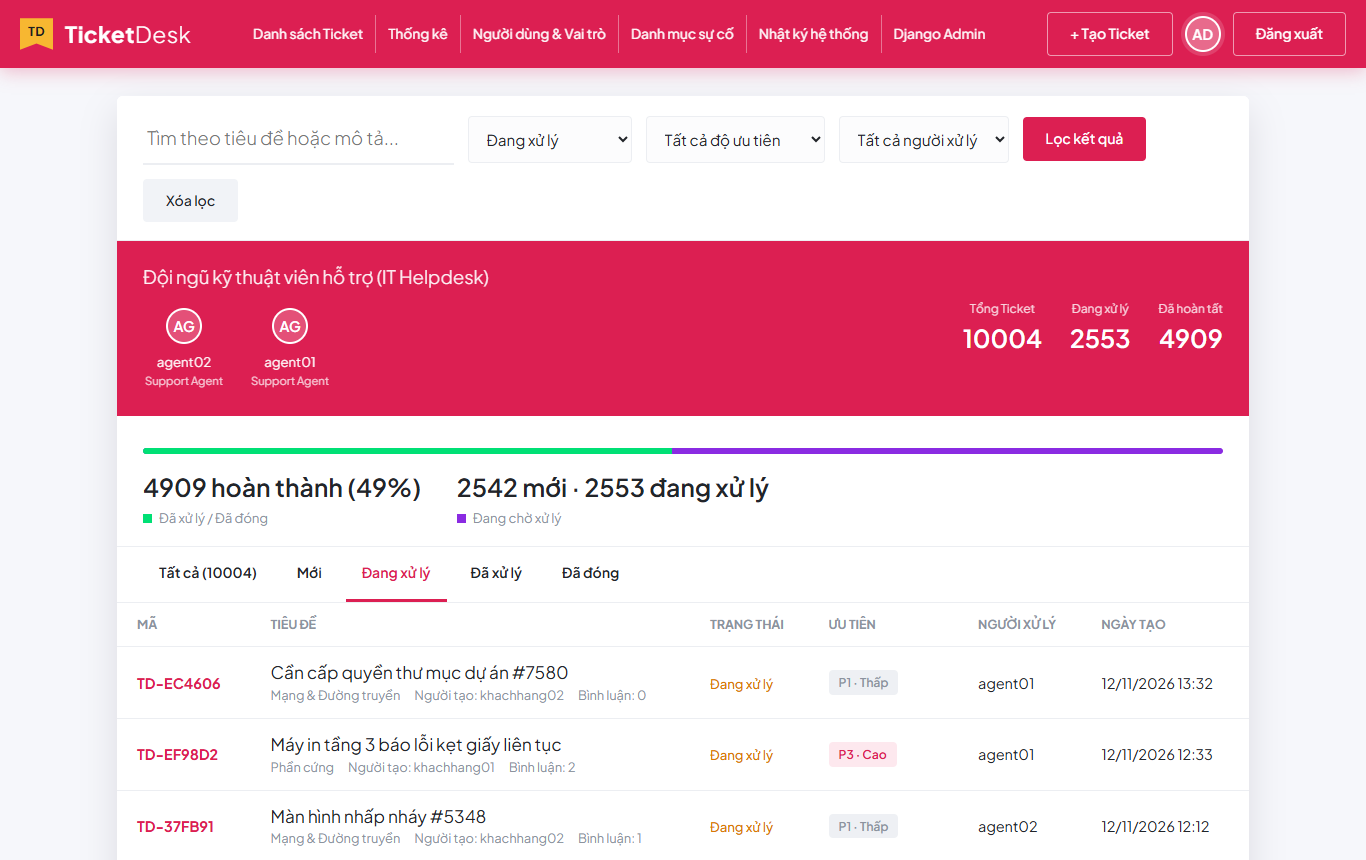 TD TicketDesk Danh sách Ticket Thống kê Người dùng & Vai trò Danh mục sự cố Nhật ký hệ thống Django Admin + Tạo Ticket AD Đăng xuất
Tìm theo tiêu đề hoặc mô tả... Đang xử lý Tất cả độ ưu tiên Tất cả người xử lý Lọc kết quả
Xóa lọc
Đội ngũ kỹ thuật viên hỗ trợ (IT Helpdesk)
AG AG
agent02 agent01
Support Agent Support Agent
Tổng Ticket Đang xử lý Đã hoàn tất
10004 2553 4909
4909 hoàn thành (49%) 2542 mới · 2553 đang xử lý
Đã xử lý / Đã đóng Đang chờ xử lý
Tất cả (10004) Mới Đang xử lý Đã xử lý Đã đóng
MÃ TIÊU ĐỀ TRẠNG THÁI ƯU TIÊN NGƯỜI XỬ LÝ NGÀY TẠO
TD-EC4606 Cần cấp quyền thư mục dự án #7580 Đang xử lý P1 · Thấp agent01 12/11/2026 13:32
Mạng & Đường truyền Người tạo: khachhang02 Bình luận: 0
TD-EF98D2 Máy in tầng 3 báo lỗi kẹt giấy liên tục Đang xử lý P3 · Cao agent01 12/11/2026 12:33
Phần cứng Người tạo: khachhang01 Bình luận: 2
TD-37FB91 Màn hình nhấp nháy #5348 Đang xử lý P1 · Thấp agent02 12/11/2026 12:12
Mạng & Đường truyền Người tạo: khachhang02 Bình luận: 1